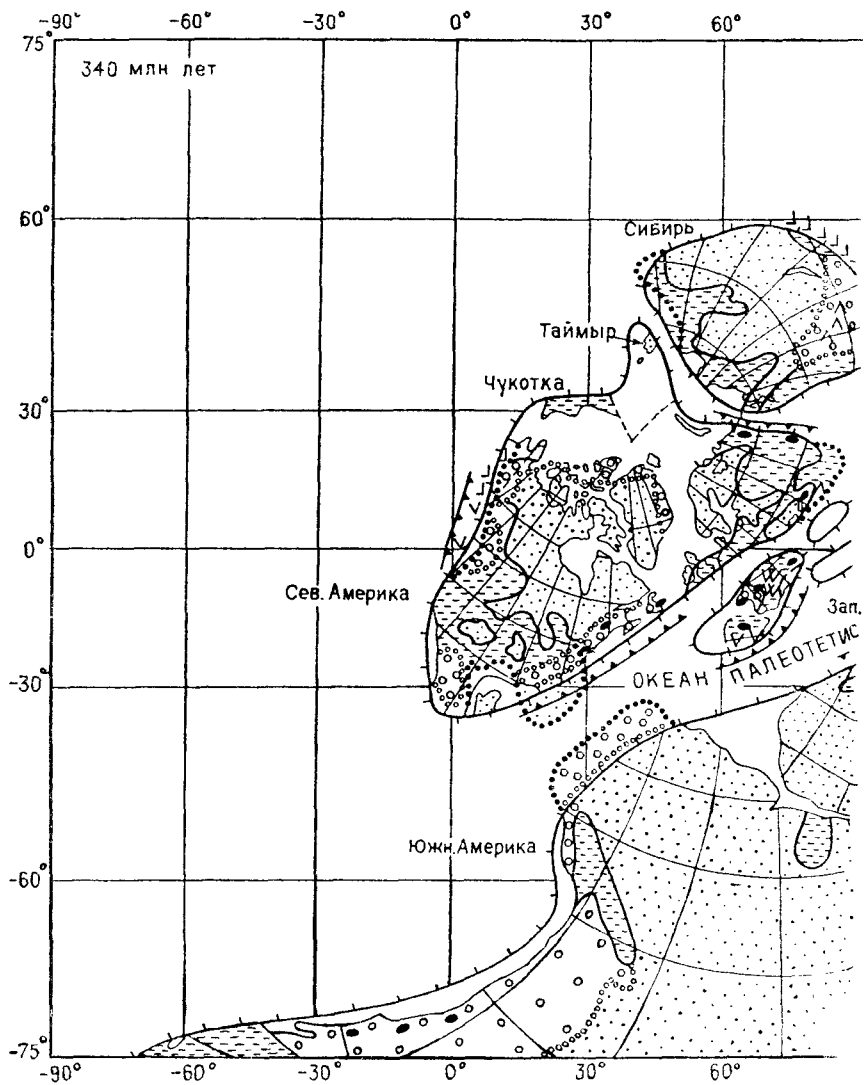 -90° -60° -30° 0° 30° 60°
75°
340 млн лет
60°
Сибирь
Таймыр
Чукотка
30°
0°
Сев. Америка
Зап.
-30°
ОКЕАН ПАЛЕОТЕТИС
Южн. Америка
-60°
-75°
-90° -60° -30° 0° 30° 60°